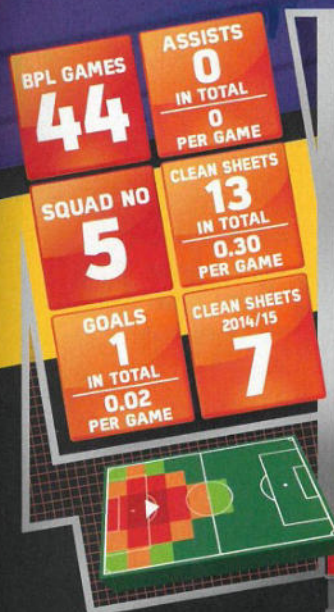 BPL GAMES
44
ASSISTS
0
IN TOTAL
0
PER GAME
SQUAD NO
5
CLEAN SHEETS
13
IN TOTAL
0.30
PER GAME
GOALS
1
IN TOTAL
0.02
PER GAME
CLEAN SHEETS
2014/15
7